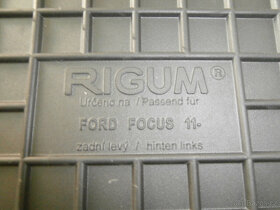 RIGUM®
Určeno na / Passend für
FORD FOCUS 11-
zadní levý / hinten links